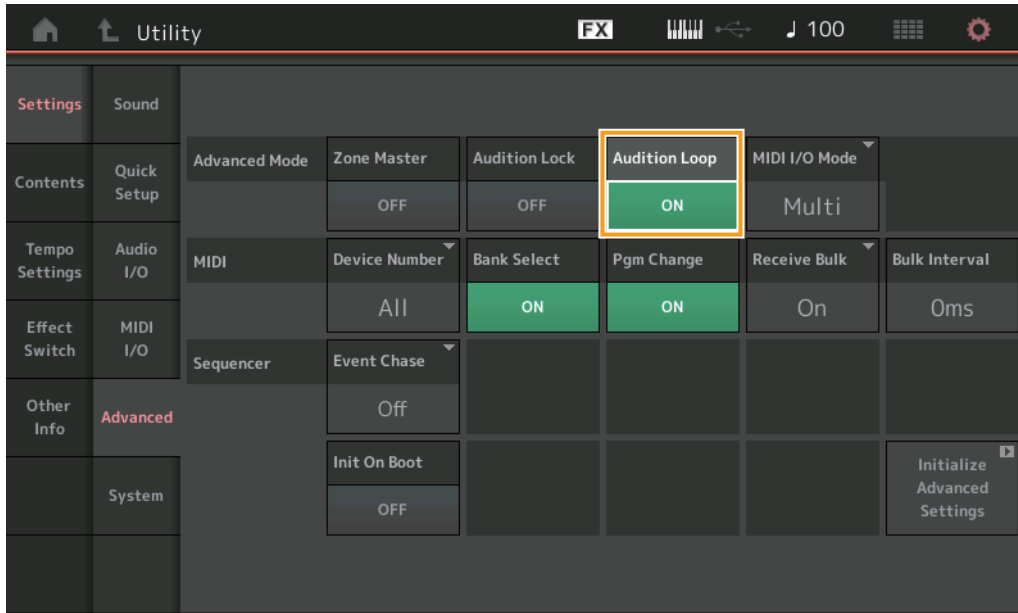 Utility
FX
♩ 100
Settings
Sound
Contents
Quick
Setup
Tempo
Settings
Audio
I/O
Effect
Switch
MIDI
I/O
Other
Info
Advanced
System
Advanced Mode
Zone Master
OFF
Audition Lock
OFF
Audition Loop
ON
MIDI I/O Mode
Multi
MIDI
Device Number
All
Bank Select
ON
Pgm Change
ON
Receive Bulk
On
Bulk Interval
0ms
Sequencer
Event Chase
Off
Init On Boot
OFF
Initialize
Advanced
Settings